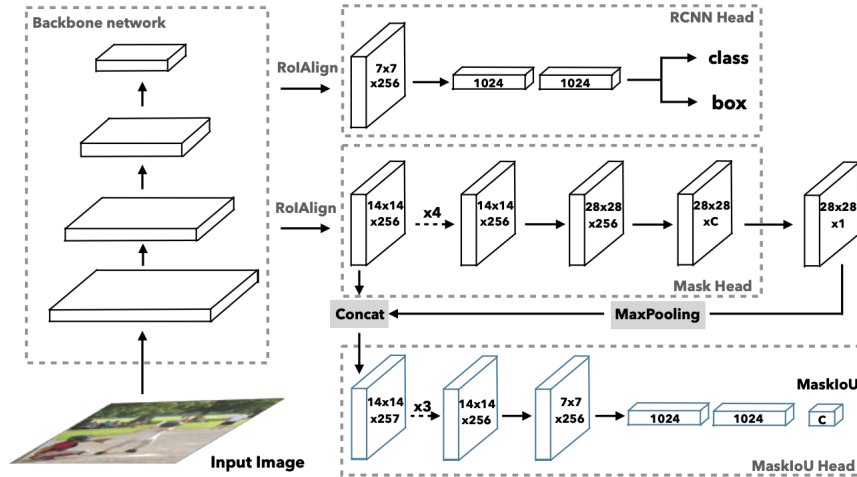 Backbone network
RCNN Head
RoIAlign
7x7
x256
1024
1024
class
box
RoIAlign
14x14
x256
x4
14x14
x256
28x28
x256
28x28
xC
28x28
x1
Mask Head
Concat
MaxPooling
14x14
x257
x3
14x14
x256
7x7
x256
1024
1024
C
MaskIoU
MaskIoU Head
Input Image